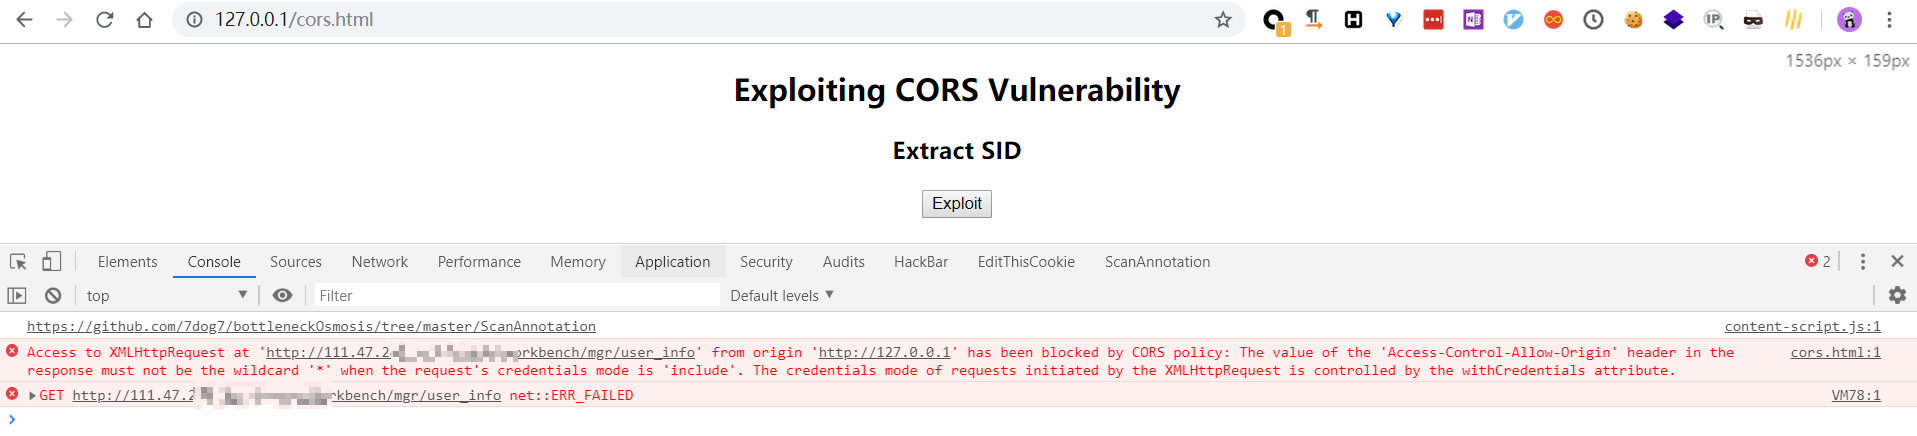 127.0.0.1/cors.html
1
IP
1536px × 159px
Exploiting CORS Vulnerability
Extract SID
Exploit
Elements Console Sources Network Performance Memory Application Security Audits HackBar EditThisCookie ScanAnnotation 2
top Filter Default levels
https://github.com/7dog7/bottleneckOsmosis/tree/master/ScanAnnotation content-script.js:1
Access to XMLHttpRequest at 'http://111.47.2 rkbench/mgr/user_info' from origin 'http://127.0.0.1' has been blocked by CORS policy: The value of the 'Access-Control-Allow-Origin' header in the cors.html:1
response must not be the wildcard '*' when the request's credentials mode is 'include'. The credentials mode of requests initiated by the XMLHttpRequest is controlled by the withCredentials attribute.
GET http://111.47.2 rkbench/mgr/user_info net::ERR_FAILED VM78:1